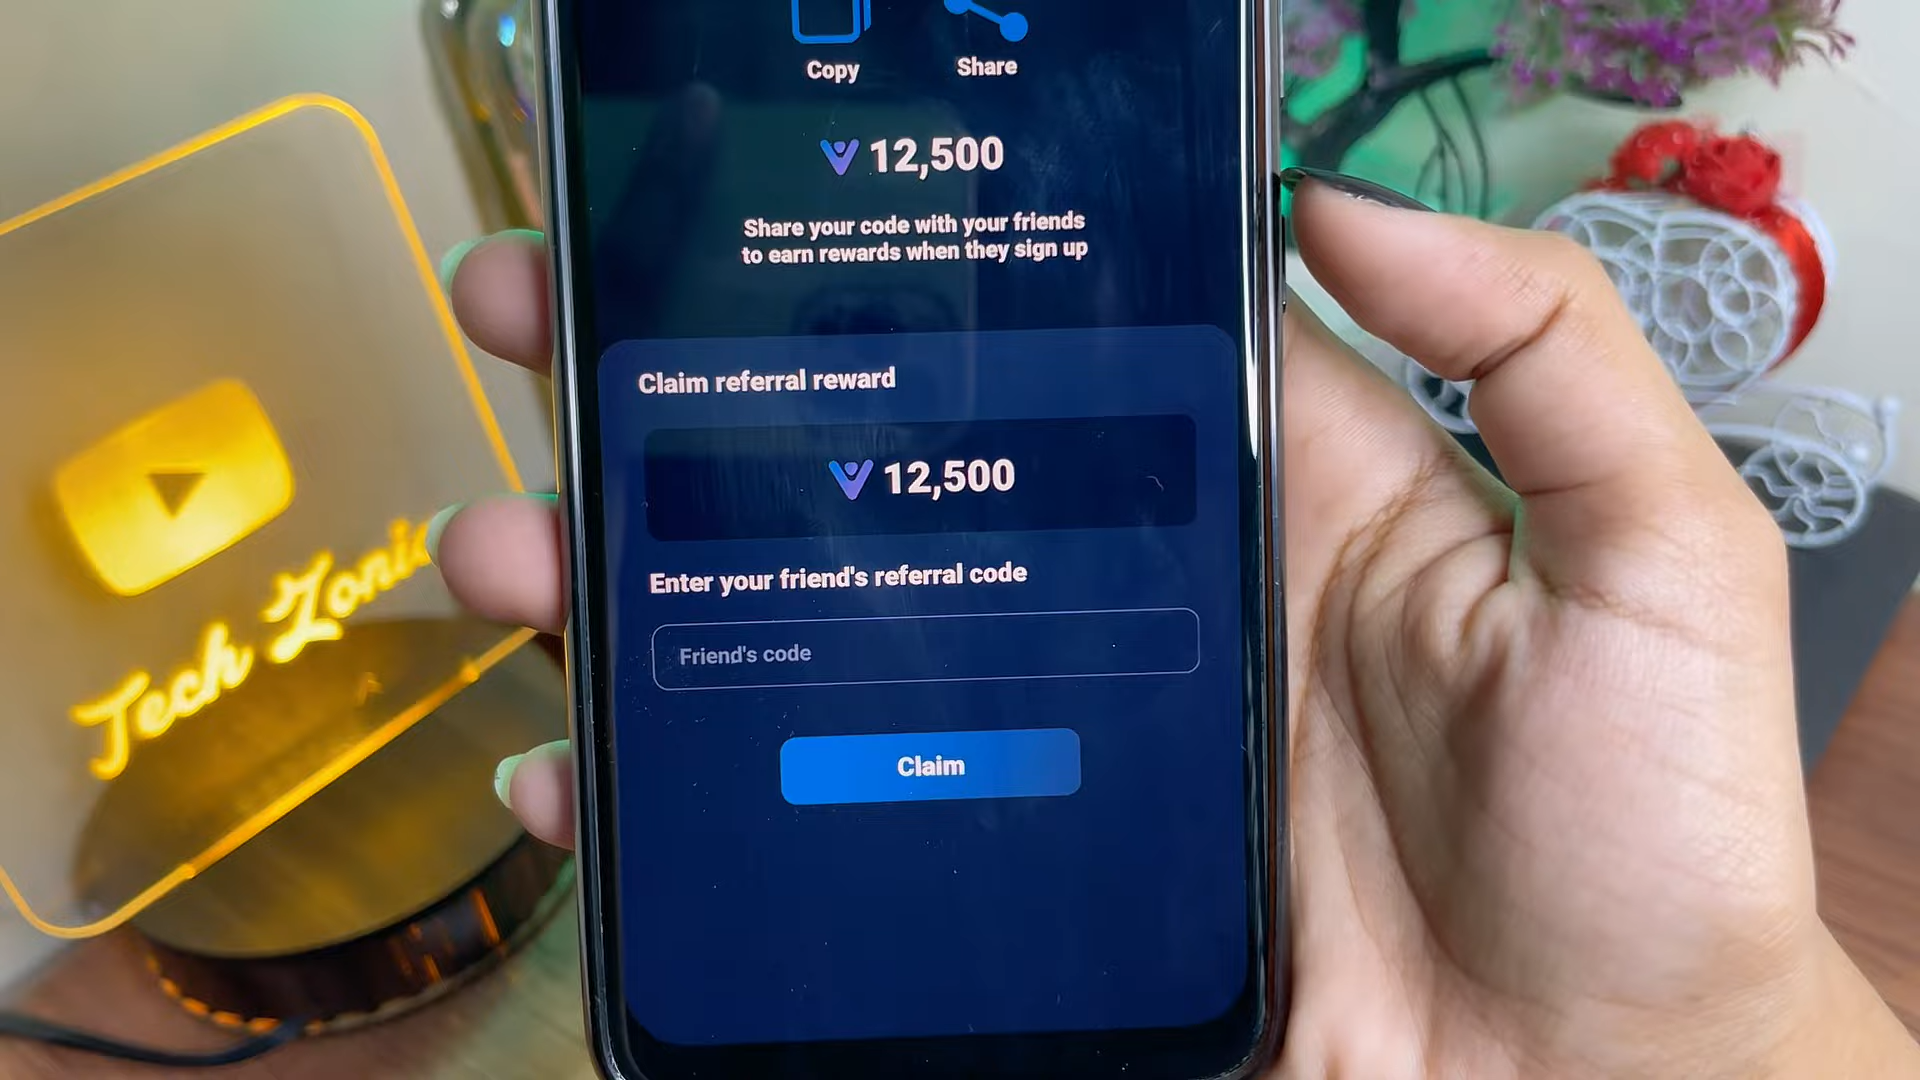 Copy
Share
12,500
Share your code with your friends
to earn rewards when they sign up
Claim referral reward
12,500
Enter your friend's referral code
Friend's code
Claim
Tech Zonic